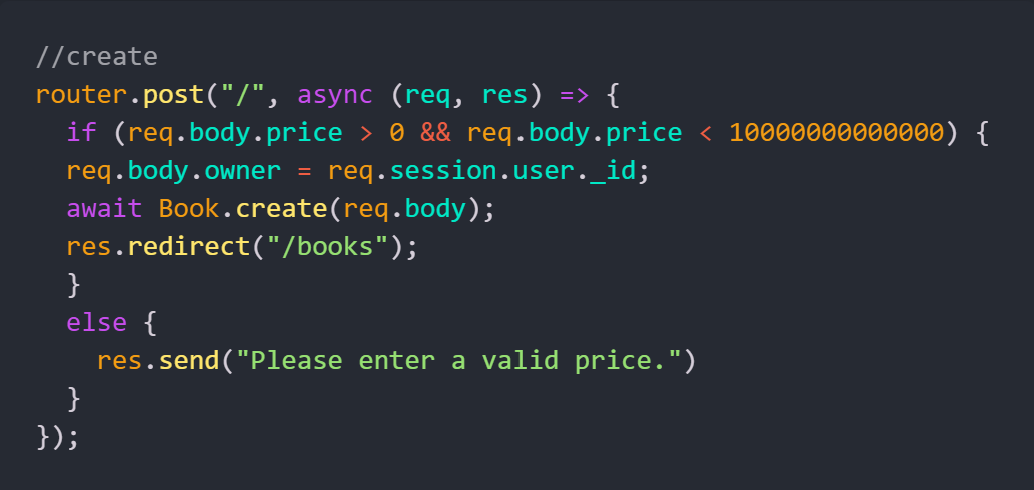 //create
router.post("/", async (req, res) => {
  if (req.body.price > 0 && req.body.price < 10000000000000) {
  req.body.owner = req.session.user._id;
  await Book.create(req.body);
  res.redirect("/books");
  }
  else {
    res.send("Please enter a valid price.")
  }
});